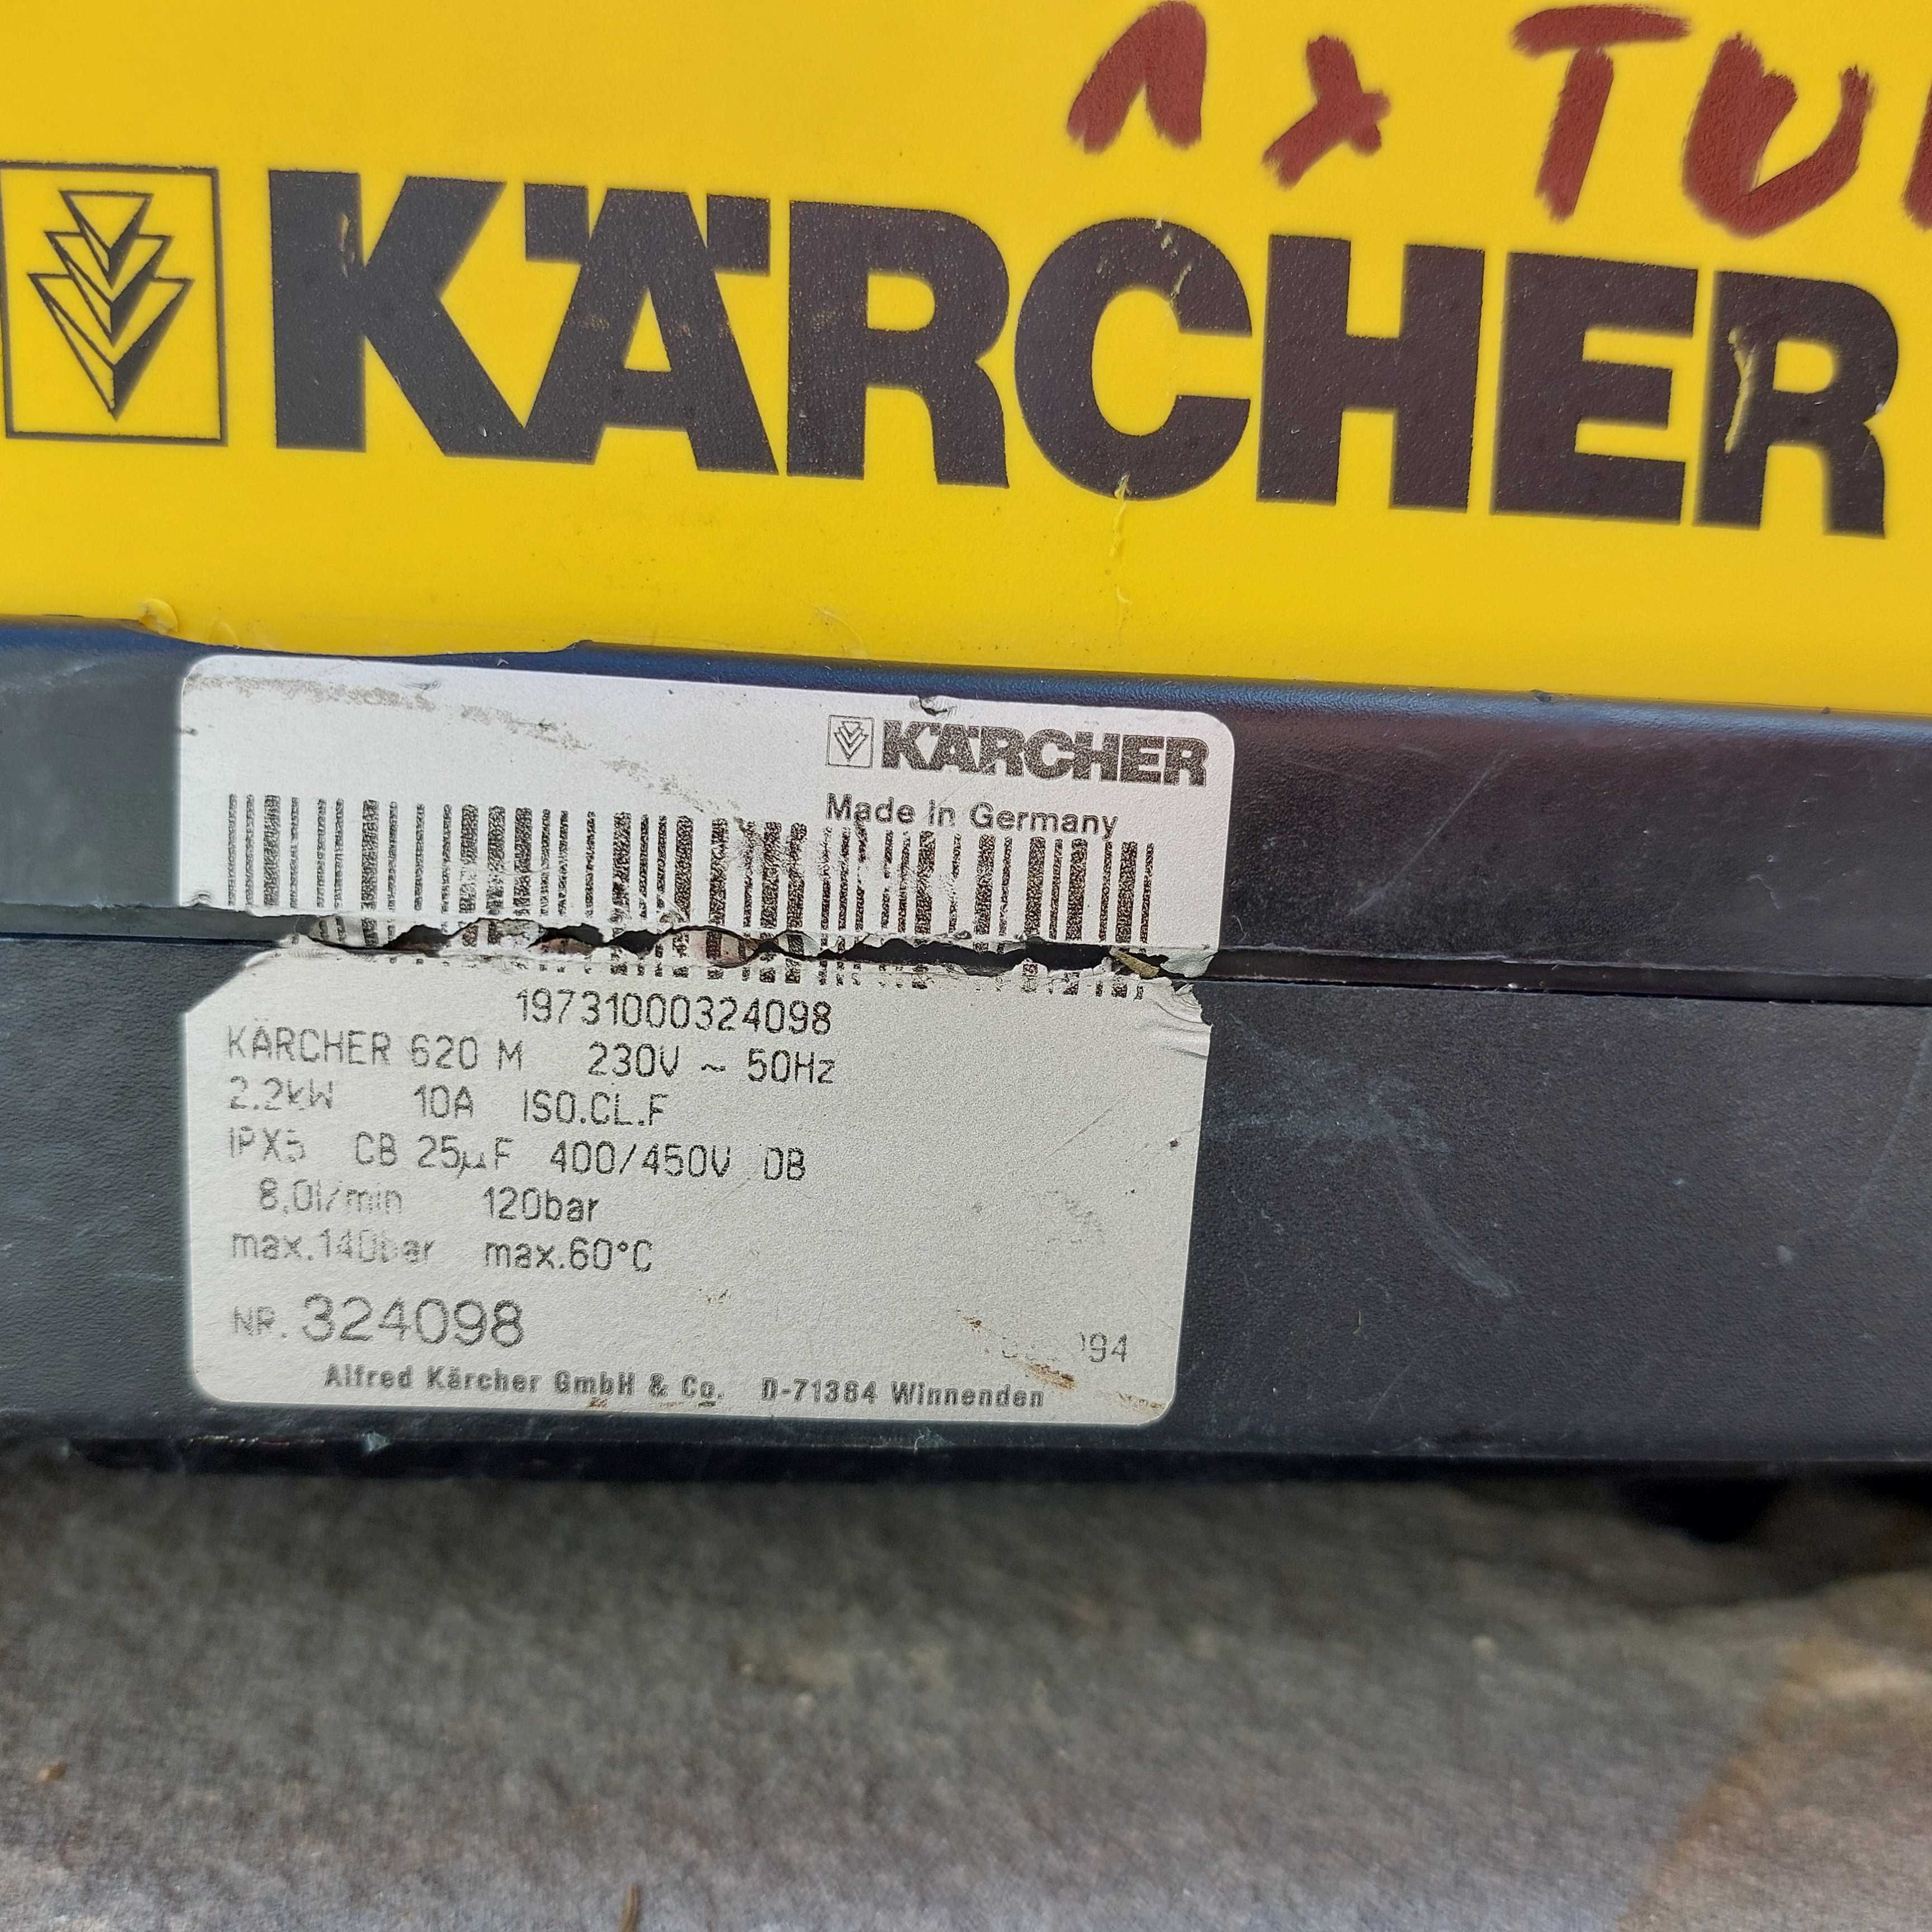 KÄRCHER
KÄRCHER
Made in Germany
19731000324098
KÄRCHER 620 M 230V ~ 50Hz
2.2kW 10A ISO.CL.F
IPX5 CB 25µF 400/450V DB
8.0l/min 120bar
max.140bar max.60°C
NR. 324098
Alfred Kärcher GmbH & Co. D-71364 Winnenden